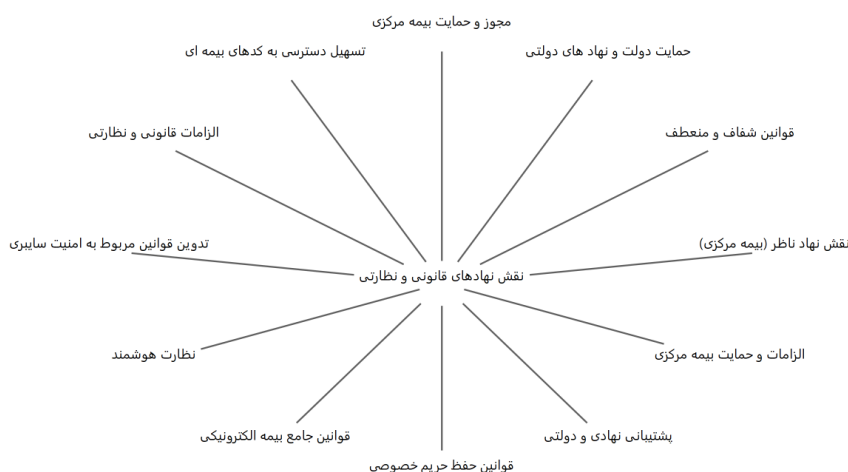 مجوز و حمایت بیمه مرکزی
حمایت دولت و نهاد های دولتی
تسهیل دسترسی به کدهای بیمه ای
قوانین شفاف و منعطف
الزامات قانونی و نظارتی
نقش نهاد ناظر (بیمه مرکزی)
تدوین قوانین مربوط به امنیت سایبری
نقش نهادهای قانونی و نظارتی
الزامات و حمایت بیمه مرکزی
نظارت هوشمند
پشتیبانی نهادی و دولتی
قوانین جامع بیمه الکترونیکی
قوانین حفظ حریم خصوصی